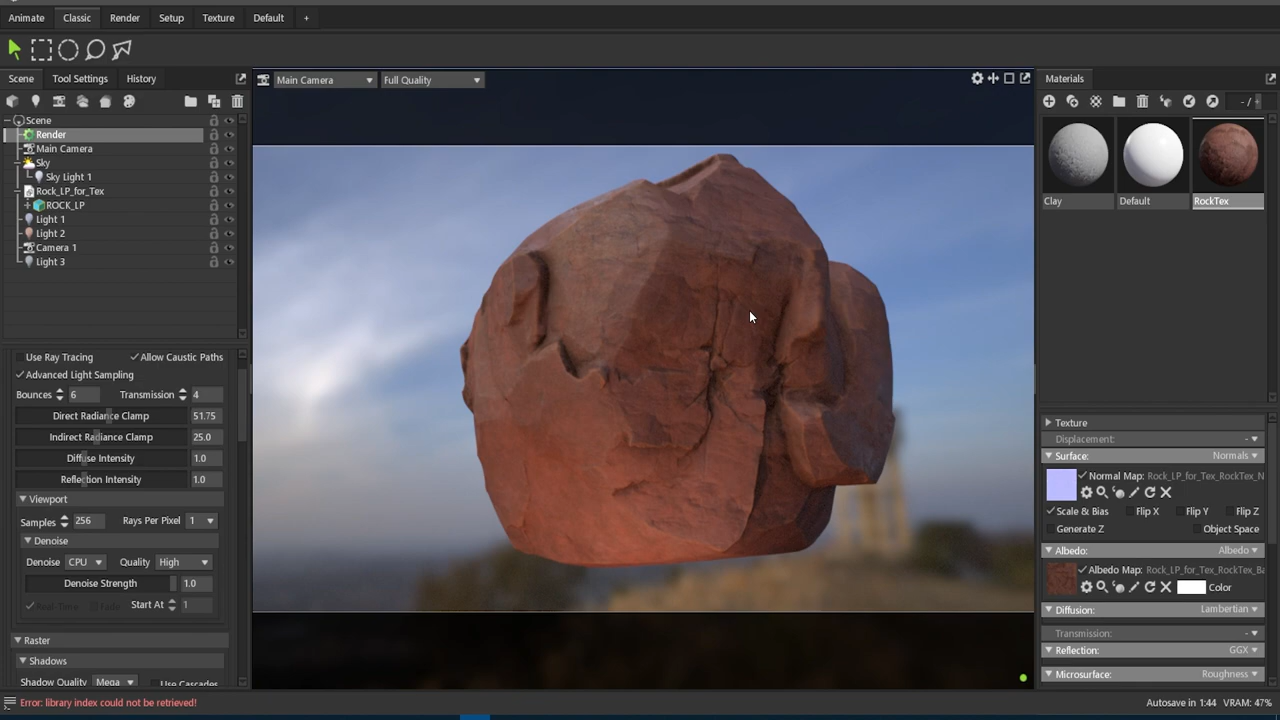 Animate Classic Render Setup Texture Default +
Scene Tool Settings History
Main Camera Full Quality
Materials
- /
Scene
Render
Main Camera
Sky
Sky Light 1
Rock_LP_for_Tex
ROCK_LP
Light 1
Light 2
Camera 1
Light 3
Clay Default RockTex
Use Ray Tracing Allow Caustic Paths
Advanced Light Sampling
Bounces 6 Transmission 4
Direct Radiance Clamp 51.75
Indirect Radiance Clamp 25.0
Diffuse Intensity 1.0
Reflection Intensity 1.0
Viewport
Samples 256 Rays Per Pixel 1
Denoise
Denoise CPU Quality High
Denoise Strength 1.0
Real-Time Fade Start At 1
Raster
Shadows
Shadow Quality Mega Use Cascades
Texture
Displacement: -
Surface: Normals
Normal Map: Rock_LP_for_Tex_RockTex_N
Scale & Bias Flip X Flip Y Flip Z
Generate Z Object Space
Albedo: Albedo
Albedo Map: Rock_LP_for_Tex_RockTex_Ba
Color
Diffusion: Lambertian
Transmission: -
Reflection: GGX
Microsurface: Roughness
Error: library index could not be retrieved!
Autosave in 1:44 VRAM: 47%